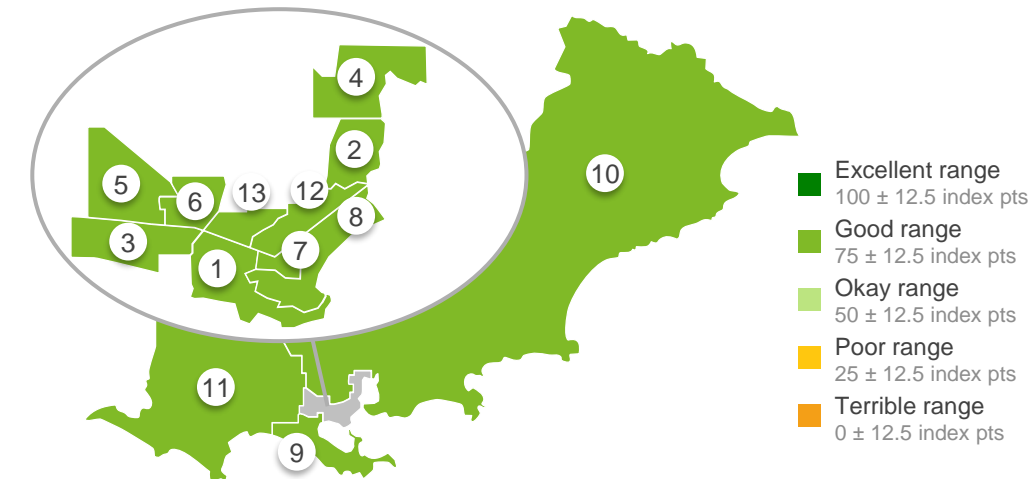 4
2
10
5
6
13
12
8
3
7
1
11
9
Excellent range
100 ± 12.5 index pts
Good range
75 ± 12.5 index pts
Okay range
50 ± 12.5 index pts
Poor range
25 ± 12.5 index pts
Terrible range
0 ± 12.5 index pts